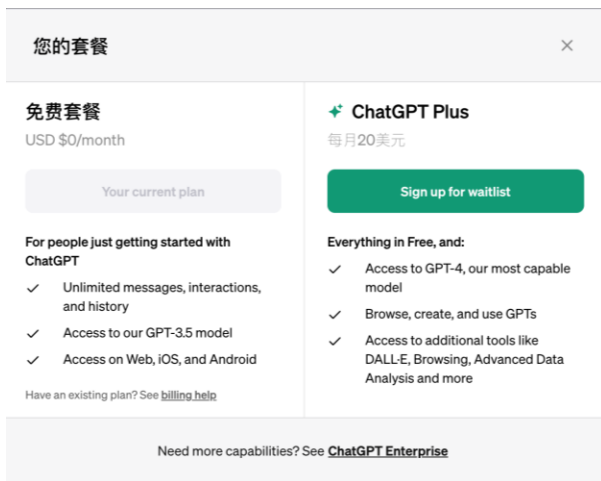 您的套餐
免费套餐
USD $0/month
Your current plan
For people just getting started with
ChatGPT
Unlimited messages, interactions,
and history
Access to our GPT-3.5 model
Access on Web, iOS, and Android
Have an existing plan? See billing help
ChatGPT Plus
每月20美元
Sign up for waitlist
Everything in Free, and:
Access to GPT-4, our most capable
model
Browse, create, and use GPTs
Access to additional tools like
DALL·E, Browsing, Advanced Data
Analysis and more
Need more capabilities? See ChatGPT Enterprise